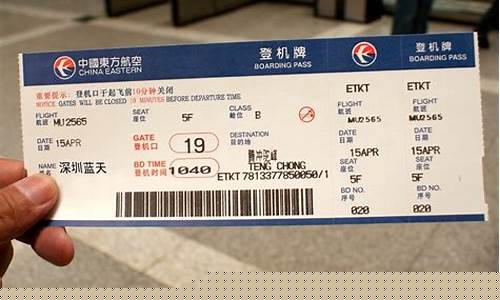 中國東方航空 CHINA EASTERN
登机牌 BOARDING PASS
登机牌 BOARDING PASS
重要提示：登机口于起飞前10分钟关闭
NOTICE GATES WILL BE CLOSED 10 MINUTES BEFORE DEPARTURE TIME
FLIGHT 航班 MU2565
SEAT 座位 5F
CLASS 舱位 B
DATE 日期 15APR
GATE 登机口 19
DESTINATION 目的地
腾冲驼峰
TENG CHONG
NAME 姓名 深圳蓝天
BD TIME 登机时间 1040
ETKT7813377850050/1
ETKT
FLIGHT 航班
MU2565
DATE 日期
15APR
SEAT 座位
5F
BD NO. 序号
020
ETKT
FLIGHT 航班
MU2565
DATE 日期
15APR
SEAT 座位
5F
BD NO. 序号
020